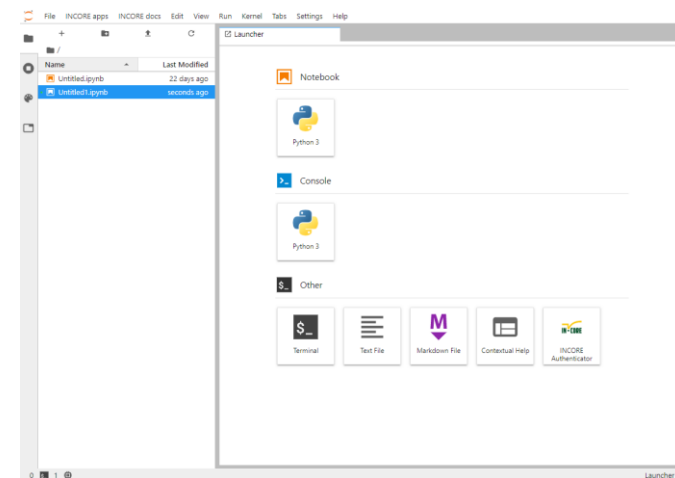 File INCORE apps INCORE docs Edit View Run Kernel Tabs Settings Help
Launcher
/
Name Last Modified
Untitled.ipynb 22 days ago
Untitled1.ipynb seconds ago
Notebook
Python 3
>_ Console
Python 3
$_ Other
$_
M
IN-CORE
Terminal Text File Markdown File Contextual Help INCORE
Authenticator
0 1 Launcher